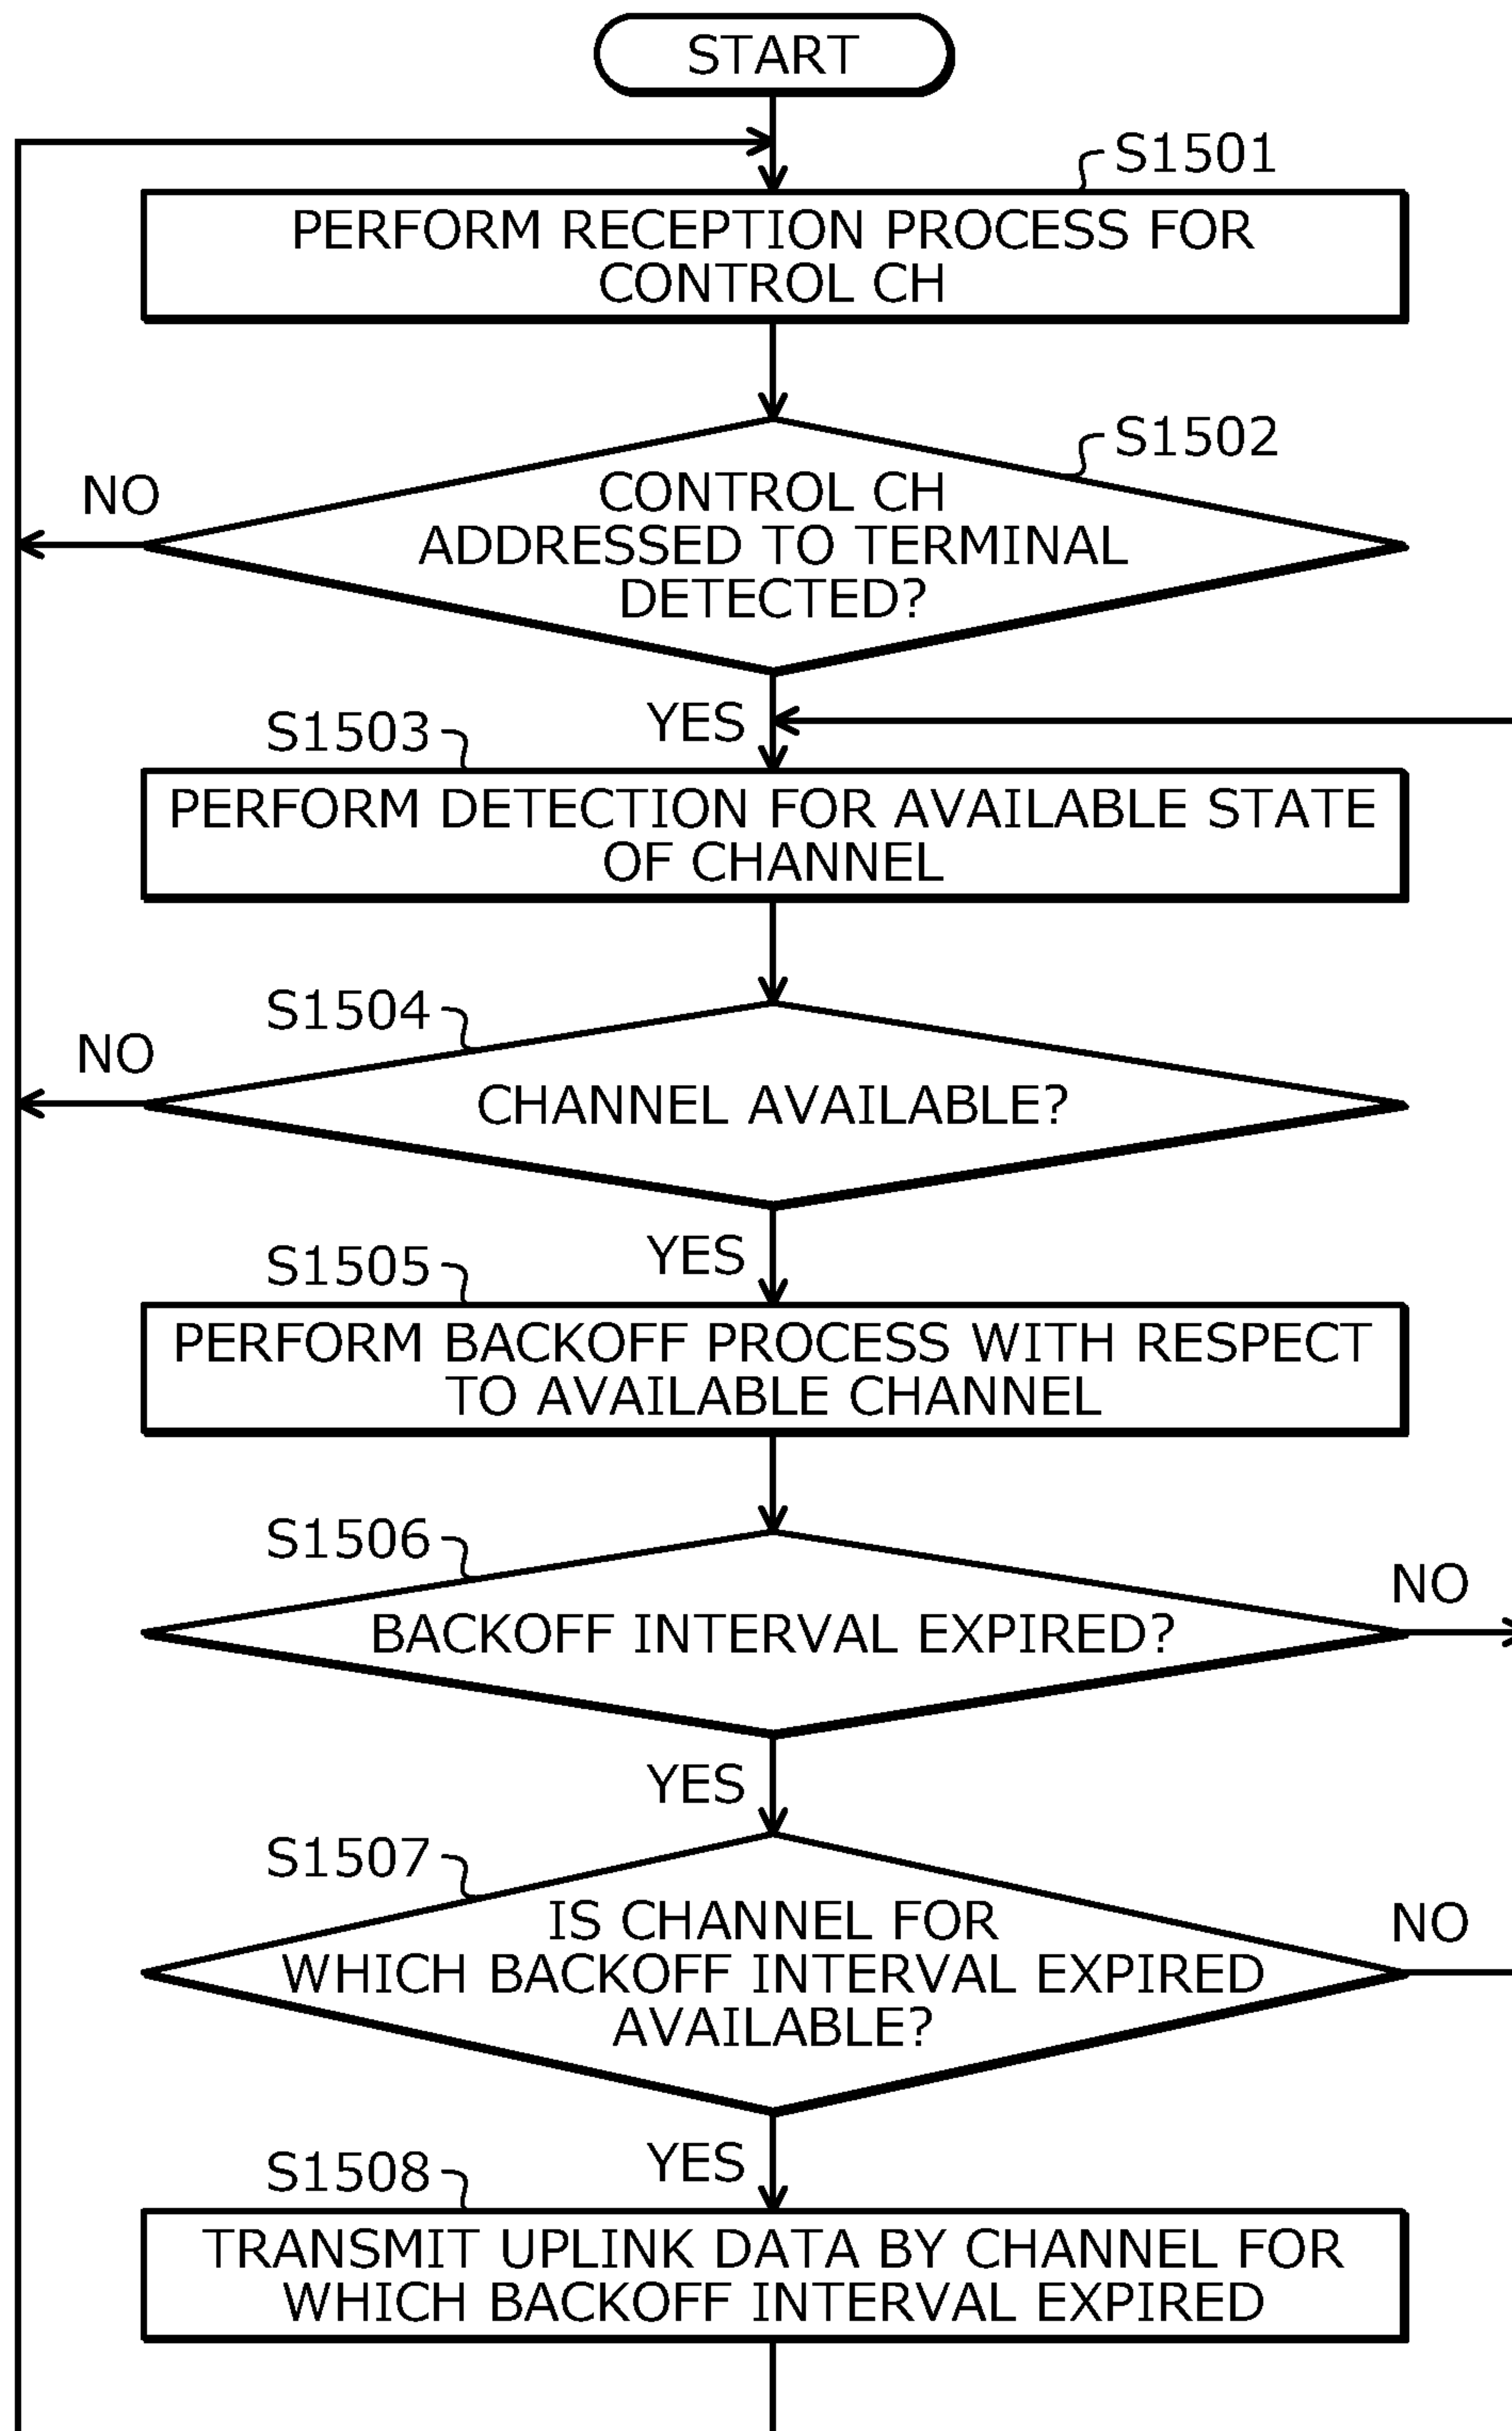 START
S1501
PERFORM RECEPTION PROCESS FOR
CONTROL CH
S1502
NO
CONTROL CH
ADDRESSED TO TERMINAL
DETECTED?
YES
S1503
PERFORM DETECTION FOR AVAILABLE STATE
OF CHANNEL
S1504
NO
CHANNEL AVAILABLE?
YES
S1505
PERFORM BACKOFF PROCESS WITH RESPECT
TO AVAILABLE CHANNEL
S1506
NO
BACKOFF INTERVAL EXPIRED?
YES
S1507
IS CHANNEL FOR
NO
WHICH BACKOFF INTERVAL EXPIRED
AVAILABLE?
YES
S1508
TRANSMIT UPLINK DATA BY CHANNEL FOR
WHICH BACKOFF INTERVAL EXPIRED